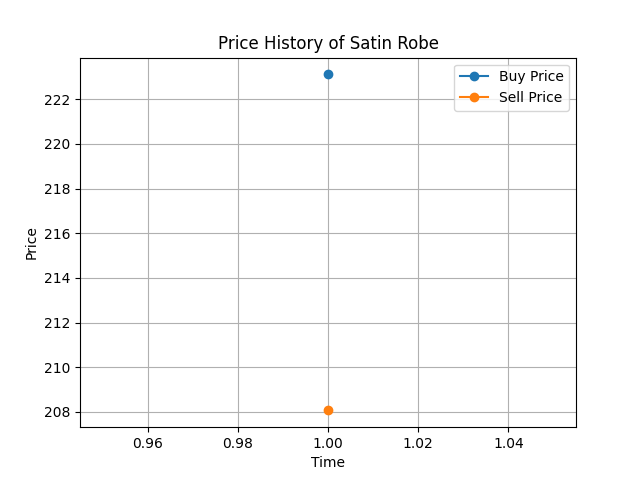 Price History of Satin Robe
Buy Price
Sell Price
222
220
218
216
214
212
210
208
Price
0.96
0.98
1.00
1.02
1.04
Time